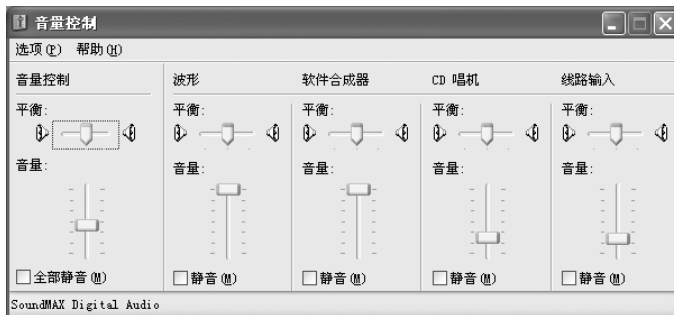 音量控制
选项(P) 帮助(H)
音量控制 波形 软件合成器 CD 唱机 线路输入
平衡: 平衡: 平衡: 平衡: 平衡:
音量: 音量: 音量: 音量: 音量:
全部静音(M) 静音(M) 静音(M) 静音(M) 静音(M)
SoundMAX Digital Audio